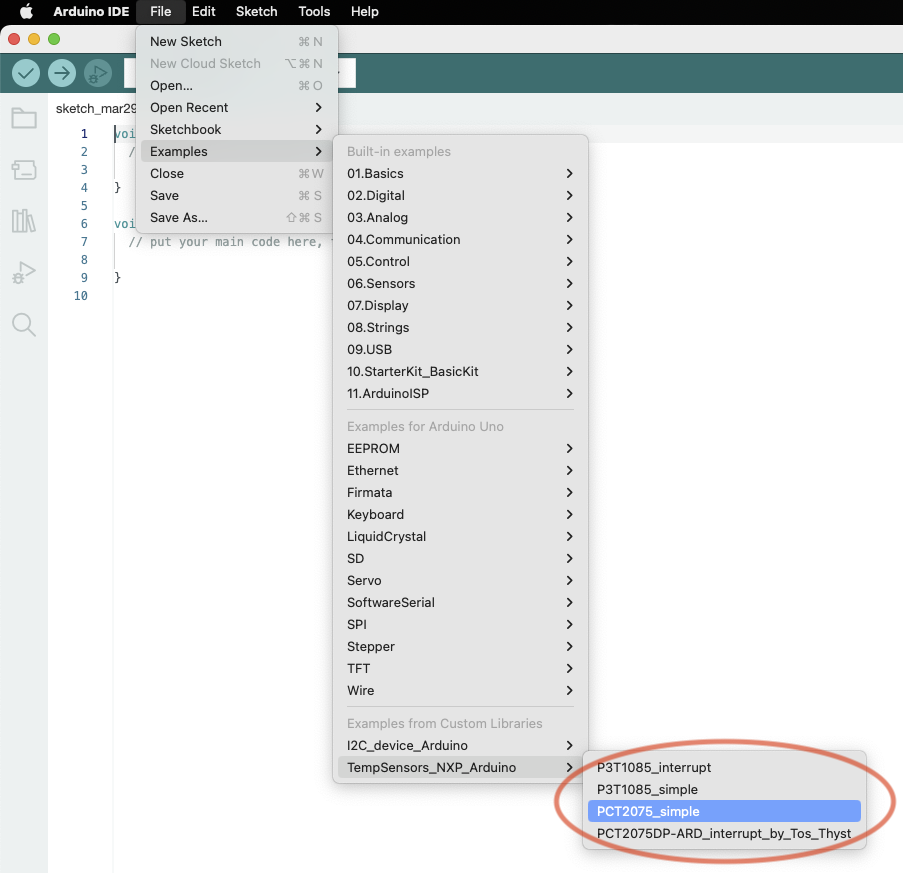 Arduino IDE File Edit Sketch Tools Help
New Sketch ⌘ N
New Cloud Sketch ⌥⌘ N
Open... ⌘ O
Open Recent
Sketchbook
Examples
Close ⌘ W
Save ⌘ S
Save As... ⇧⌘ S
sketch_mar29
1 voi
2 /
3
4 }
5
6 voi
7 // put your main code here,
8
9 }
10
Built-in examples
01.Basics
02.Digital
03.Analog
04.Communication
05.Control
06.Sensors
07.Display
08.Strings
09.USB
10.StarterKit_BasicKit
11.ArduinoISP
Examples for Arduino Uno
EEPROM
Ethernet
Firmata
Keyboard
LiquidCrystal
SD
Servo
SoftwareSerial
SPI
Stepper
TFT
Wire
Examples from Custom Libraries
I2C_device_Arduino
TempSensors_NXP_Arduino
P3T1085_interrupt
P3T1085_simple
PCT2075_simple
PCT2075DP-ARD_interrupt_by_Tos_Thyst